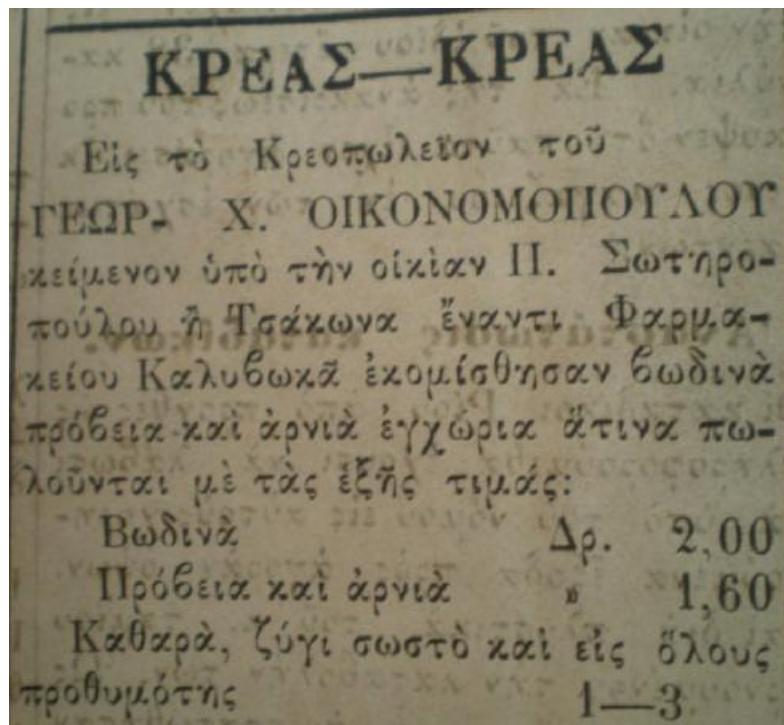 ΚΡΕΑΣ—ΚΡΕΑΣ
Εἰς τὸ Κρεοπωλεῖον τοῦ
ΓΕΩΡ- Χ. ΟΙΚΟΝΟΜΟΠΟΥΛΟΥ
κείμενον ὑπὸ τὴν οἰκίαν Π. Σωτηρο-
πούλου ἢ Τσάκωνα ἔναντι Φαρμα-
κείου Καλυβωκᾶ ἐκομίσθησαν βωδινὰ
πρόβεια καὶ ἀρνιὰ ἐγχώρια ἅτινα πω-
λοῦνται μὲ τὰς ἑξῆς τιμάς:
Βωδινὰ Δρ. 2,00
Πρόβεια καὶ ἀρνιὰ » 1,60
Καθαρὰ, ζύγι σωστὸ καὶ εἰς ὅλους
προθυμότης 1—3